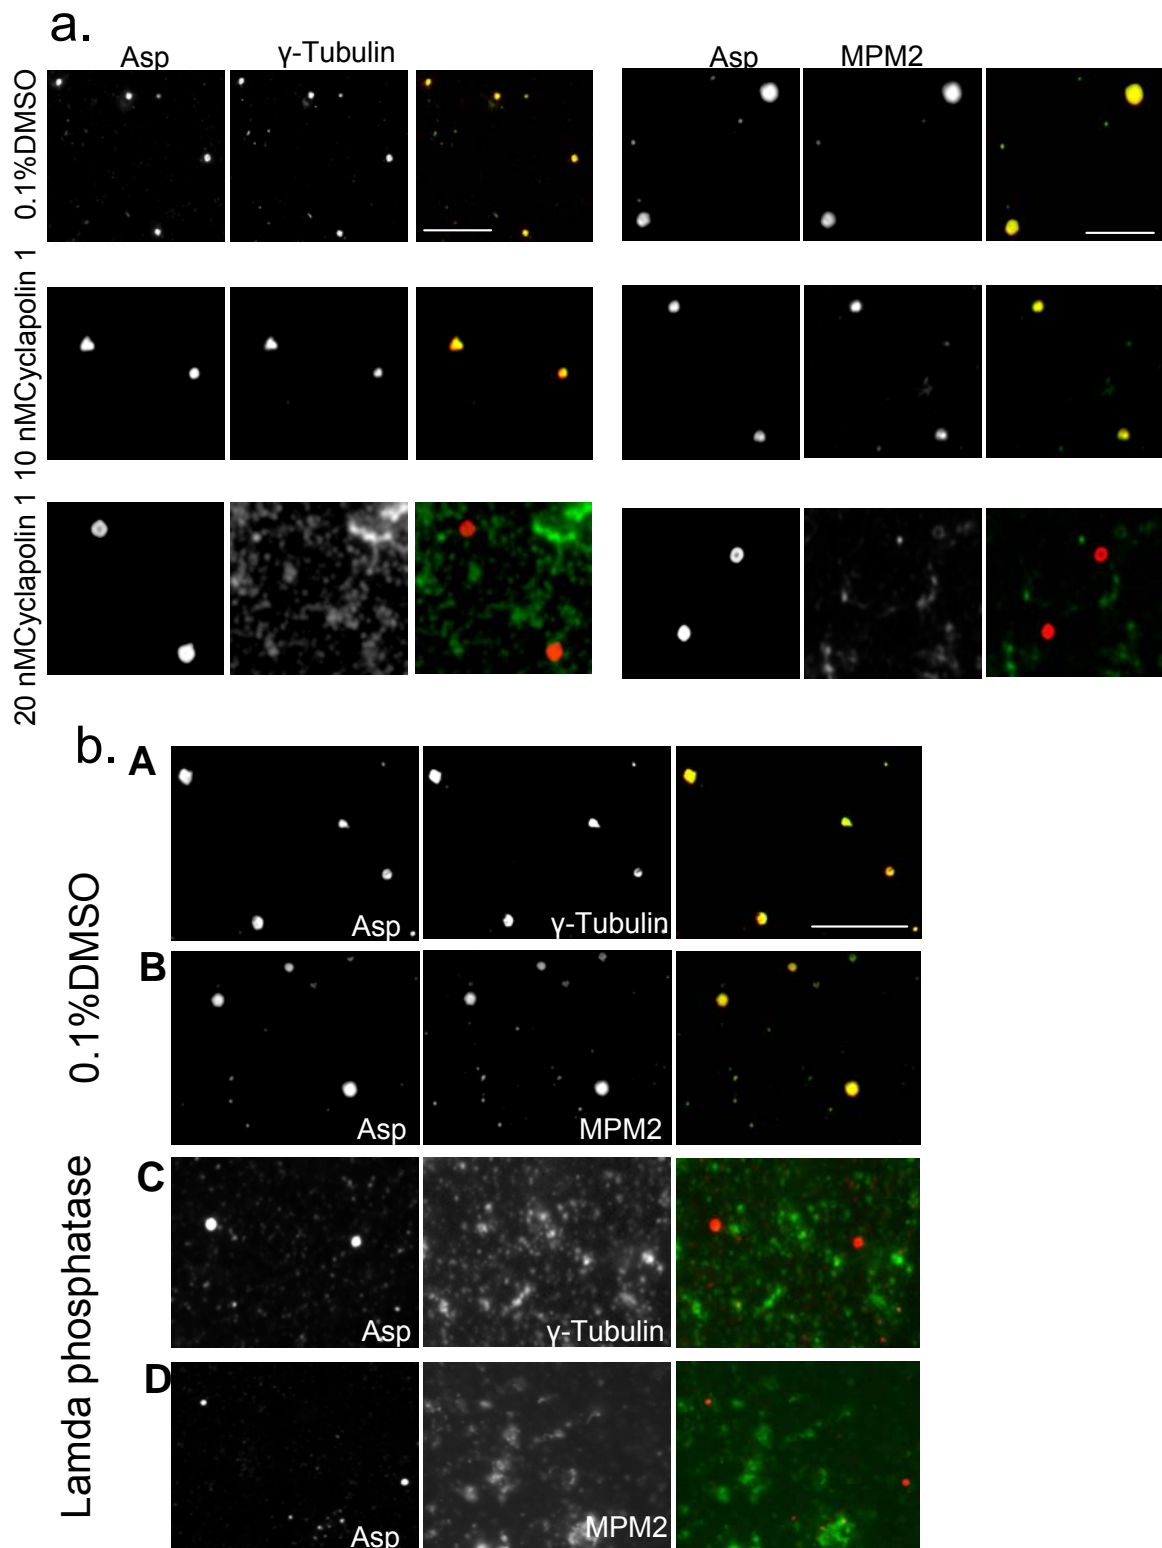 a.
Asp γ-Tubulin Asp MPM2
0.1%DMSO
10 nMCyclapolin 1
20 nMCyclapolin 1
b.
0.1%DMSO
A
Asp γ-Tubulin
B
Asp MPM2
Lamda phosphatase
C
Asp γ-Tubulin
D
Asp MPM2